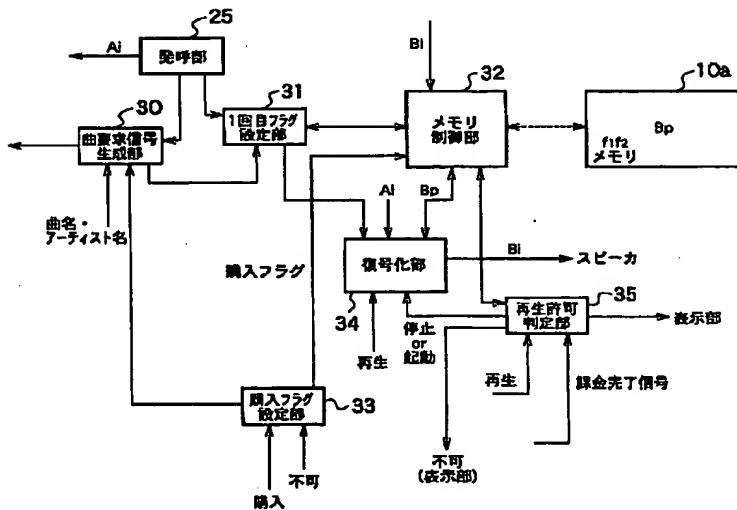 25
Ai
発呼部
30
曲要求信号
生成部
31
1回目フラグ
設定部
Bi
32
メモリ
制御部
10a
Bp
f1f2
メモリ
曲名・
アーティスト名
購入フラグ
Ai
Bp
復号化部
34
Bi
スピーカ
再生
停止
or
起動
再生許可
判定部
35
表示部
再生
課金完了信号
購入フラグ
設定部
33
不可
(表示部)
購入
不可